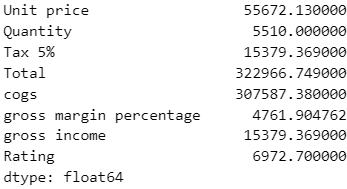 Unit price 55672.130000
Quantity 5510.000000
Tax 5% 15379.369000
Total 322966.749000
cogs 307587.380000
gross margin percentage 4761.904762
gross income 15379.369000
Rating 6972.700000
dtype: float64